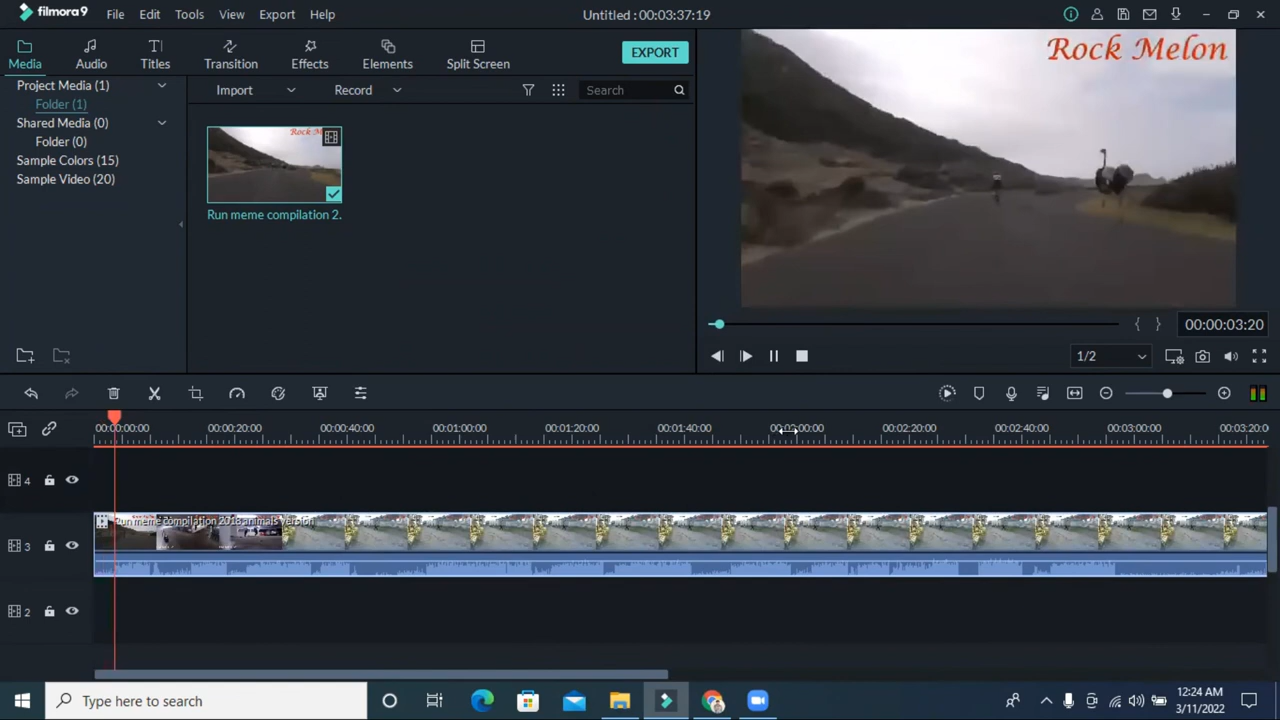 filmora9 File Edit Tools View Export Help Untitled : 00:03:37:19
Media Audio Titles Transition Effects Elements Split Screen EXPORT
Project Media (1)
Folder (1)
Shared Media (0)
Folder (0)
Sample Colors (15)
Sample Video (20)
Import Record Search
Run meme compilation 2.
Rock Melon
00:00:03:20
1/2
00:00:00:00 00:00:20:00 00:01:00:00 00:01:20:00 00:01:40:00 00:02:00:00 00:02:20:00 00:02:40:00 00:03:00:00 00:03:20:0
4
3
Run meme compilation 2018 animals version
2
Type here to search
12:24 AM
3/11/2022